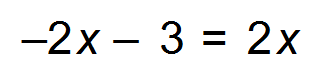 –2x – 3 = 2x